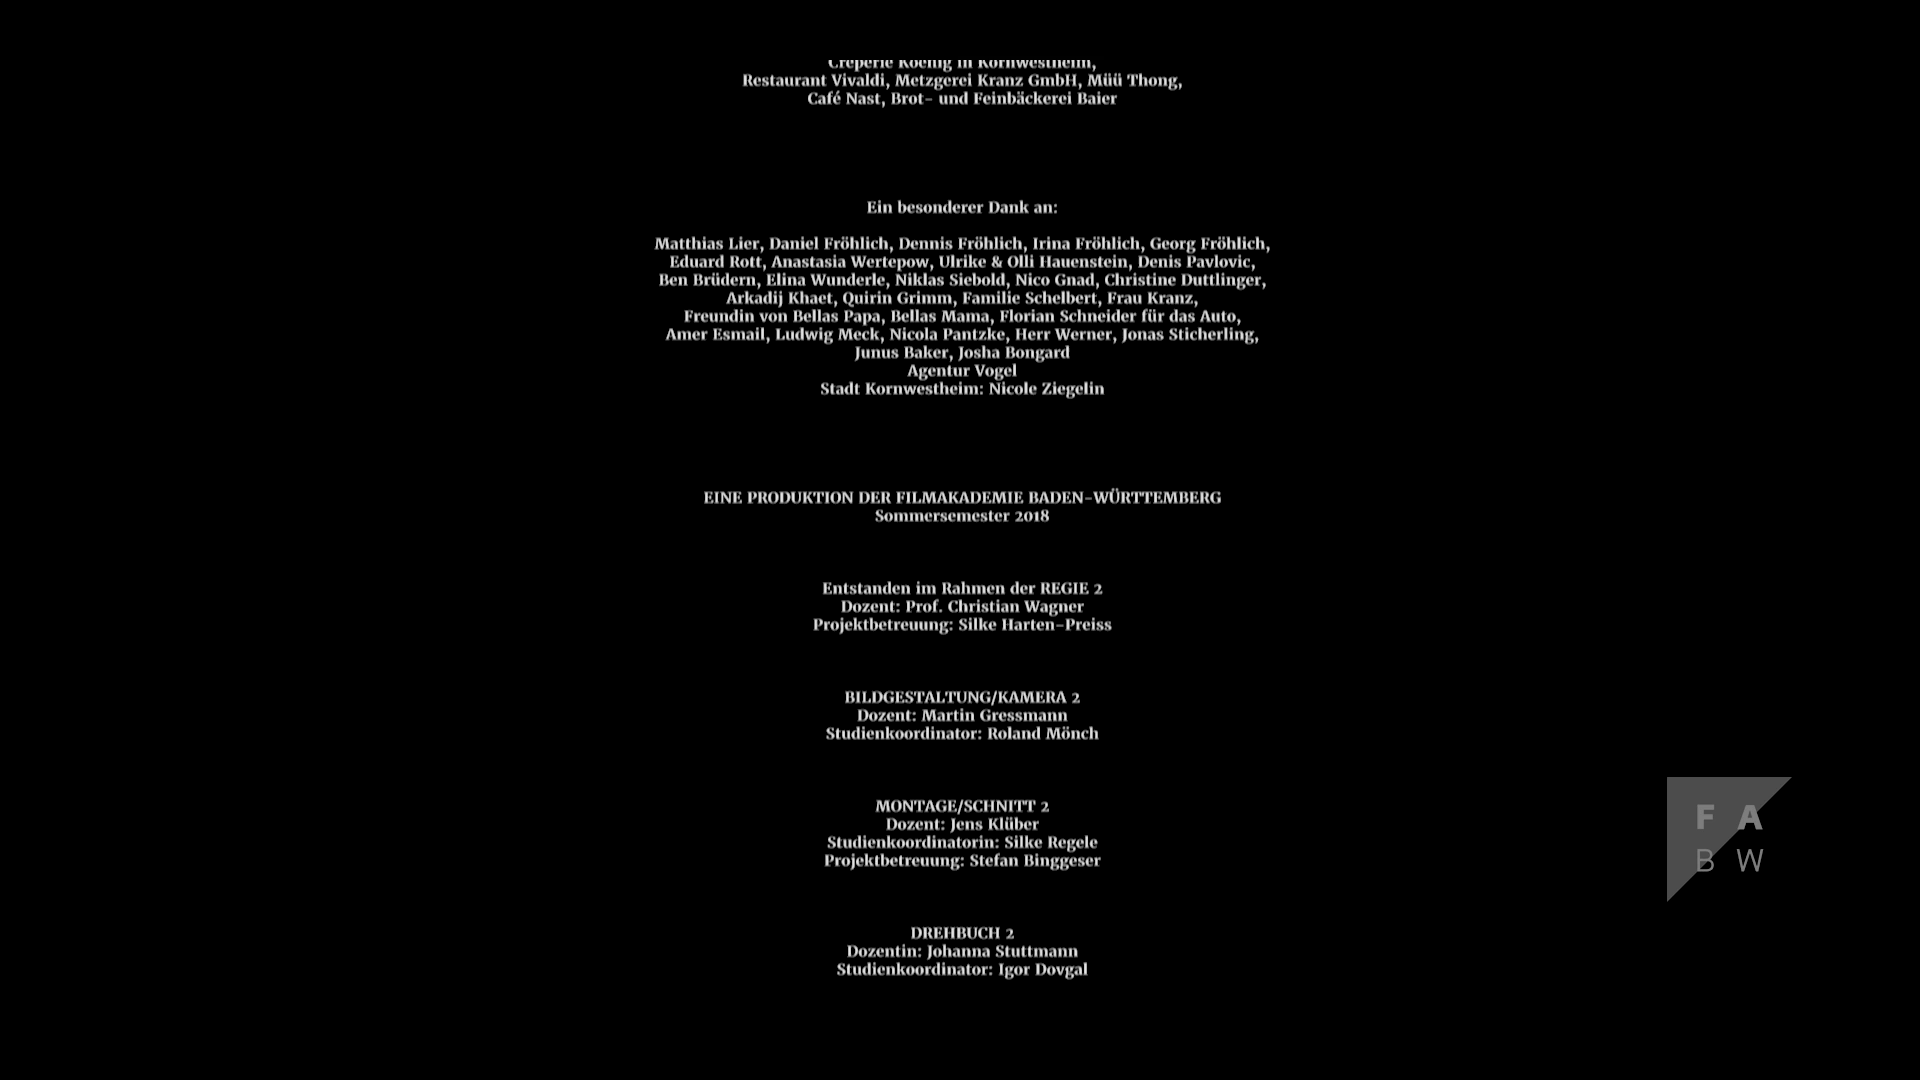 Creperie Koenig in Kornwestheim,
Restaurant Vivaldi, Metzgerei Kranz GmbH, Müü Thong,
Café Nast, Brot- und Feinbäckerei Baier
Ein besonderer Dank an:
Matthias Lier, Daniel Fröhlich, Dennis Fröhlich, Irina Fröhlich, Georg Fröhlich,
Eduard Rott, Anastasia Wertepow, Ulrike & Olli Hauenstein, Denis Pavlovic,
Ben Brüdern, Elina Wunderle, Niklas Siebold, Nico Gnad, Christine Duttlinger,
Arkadij Khaet, Quirin Grimm, Familie Schelbert, Frau Kranz,
Freundin von Bellas Papa, Bellas Mama, Florian Schneider für das Auto,
Amer Esmail, Ludwig Meck, Nicola Pantzke, Herr Werner, Jonas Sticherling,
Junus Baker, Josha Bongard
Agentur Vogel
Stadt Kornwestheim: Nicole Ziegelin
EINE PRODUKTION DER FILMAKADEMIE BADEN-WÜRTTEMBERG
Sommersemester 2018
Entstanden im Rahmen der REGIE 2
Dozent: Prof. Christian Wagner
Projektbetreuung: Silke Harten-Preiss
BILDGESTALTUNG/KAMERA 2
Dozent: Martin Gressmann
Studienkoordinator: Roland Mönch
MONTAGE/SCHNITT 2
Dozent: Jens Klüber
Studienkoordinatorin: Silke Regele
Projektbetreuung: Stefan Binggeser
DREHBUCH 2
Dozentin: Johanna Stuttmann
Studienkoordinator: Igor Dovgal
F A
B W